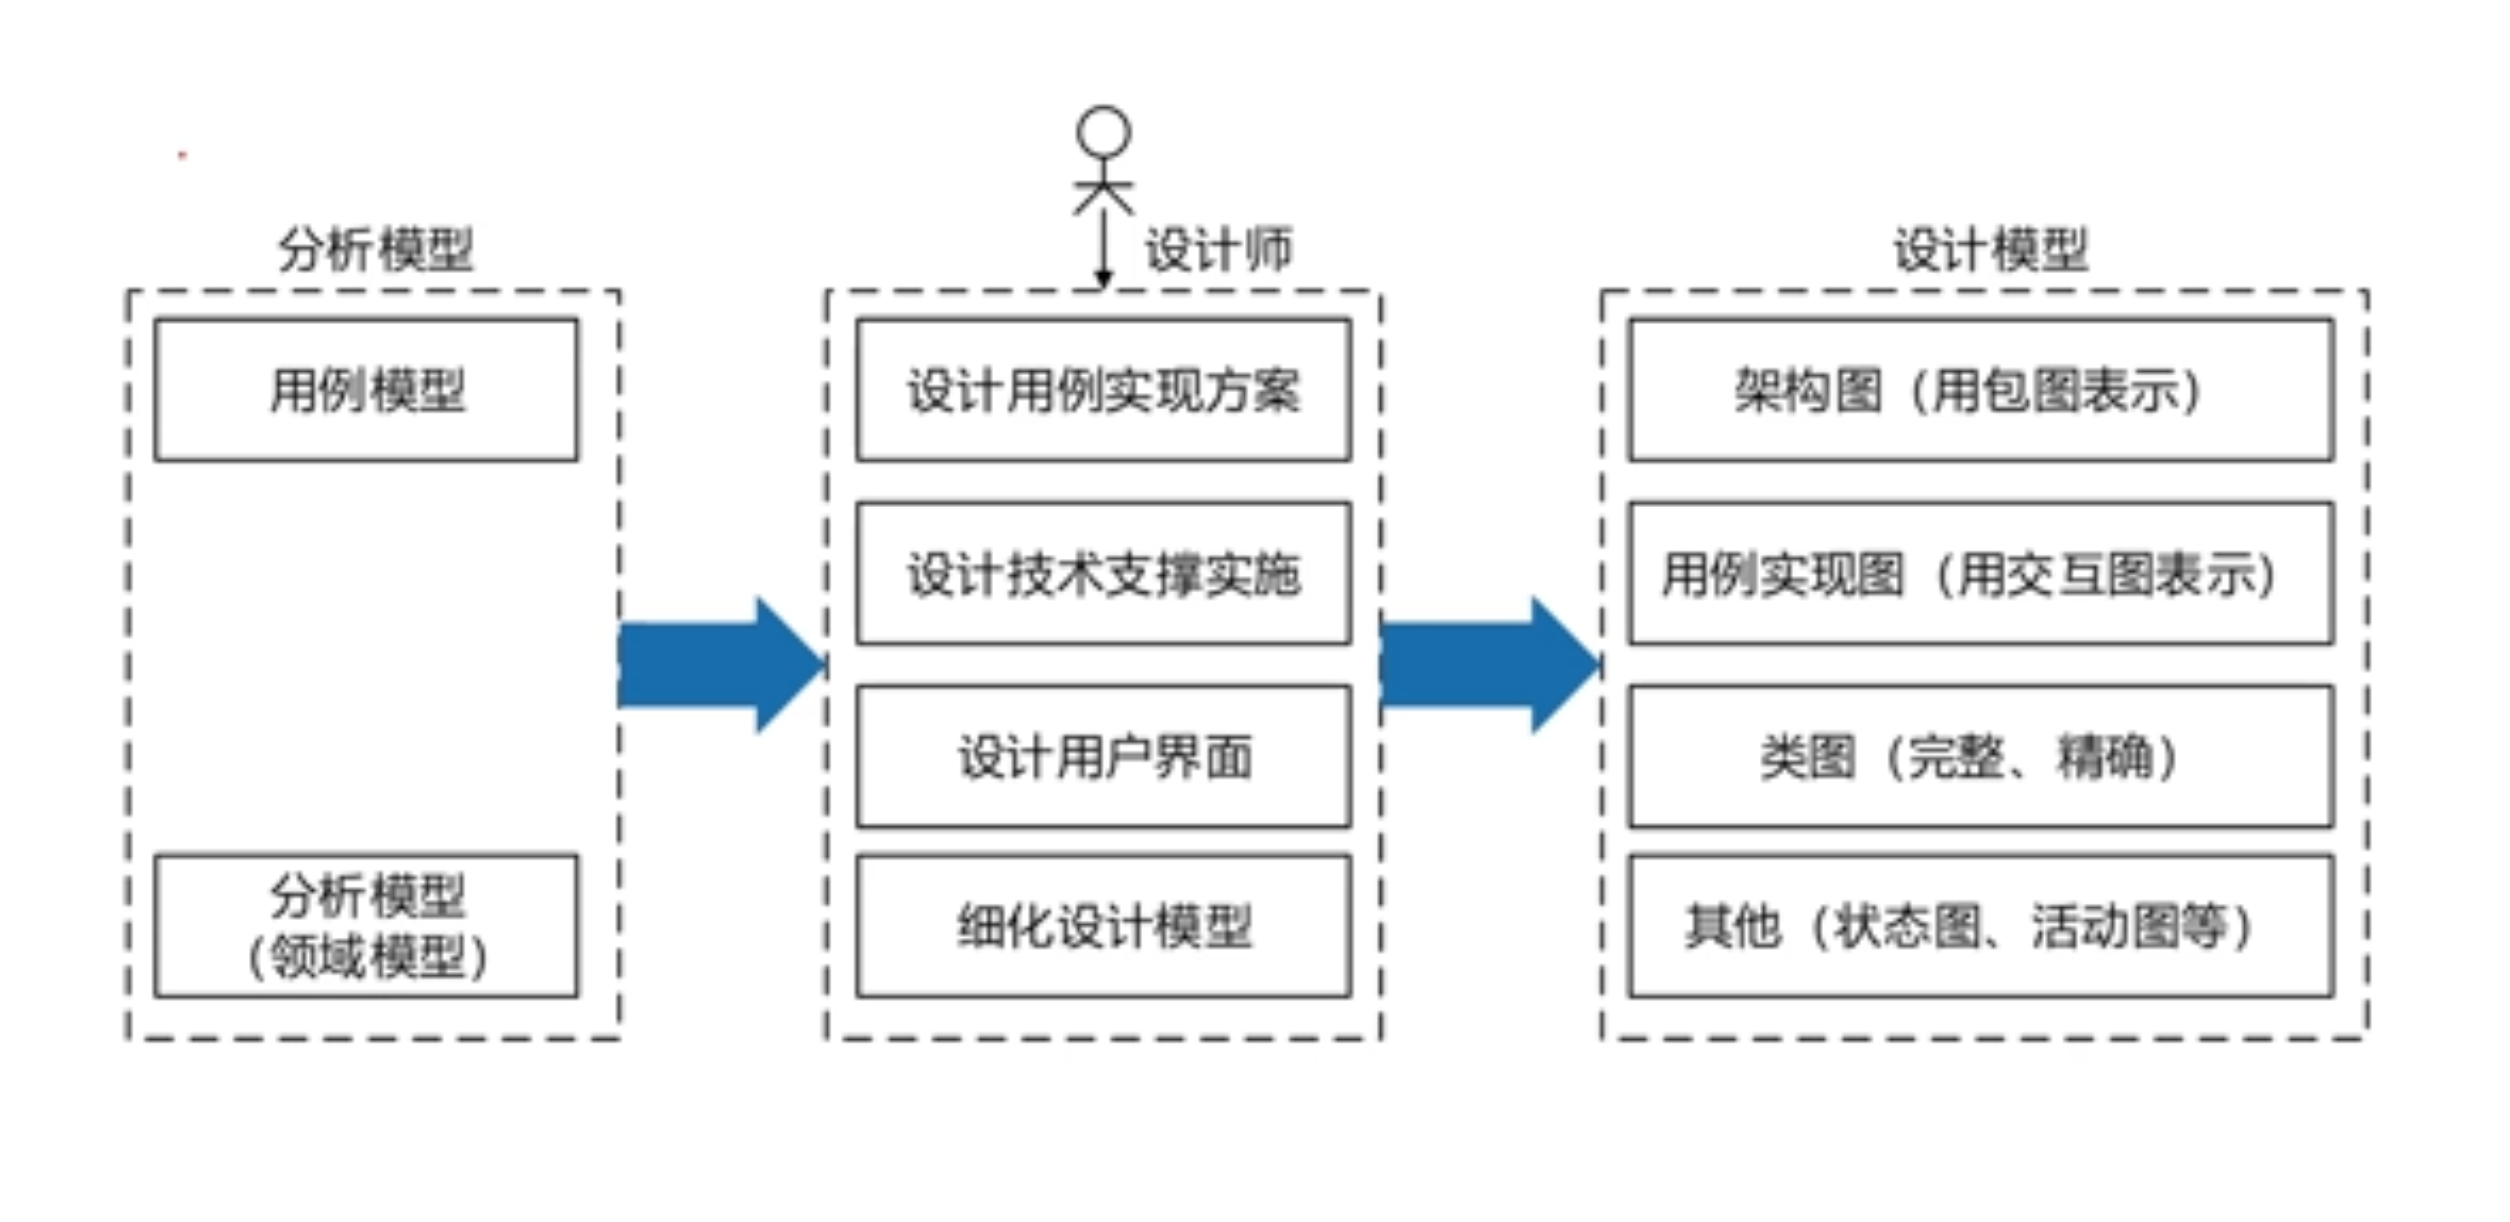 分析模型
用例模型
分析模型
（领域模型）
设计师
设计用例实现方案
设计技术支撑实施
设计用户界面
细化设计模型
设计模型
架构图（用包图表示）
用例实现图（用交互图表示）
类图（完整、精确）
其他（状态图、活动图等）